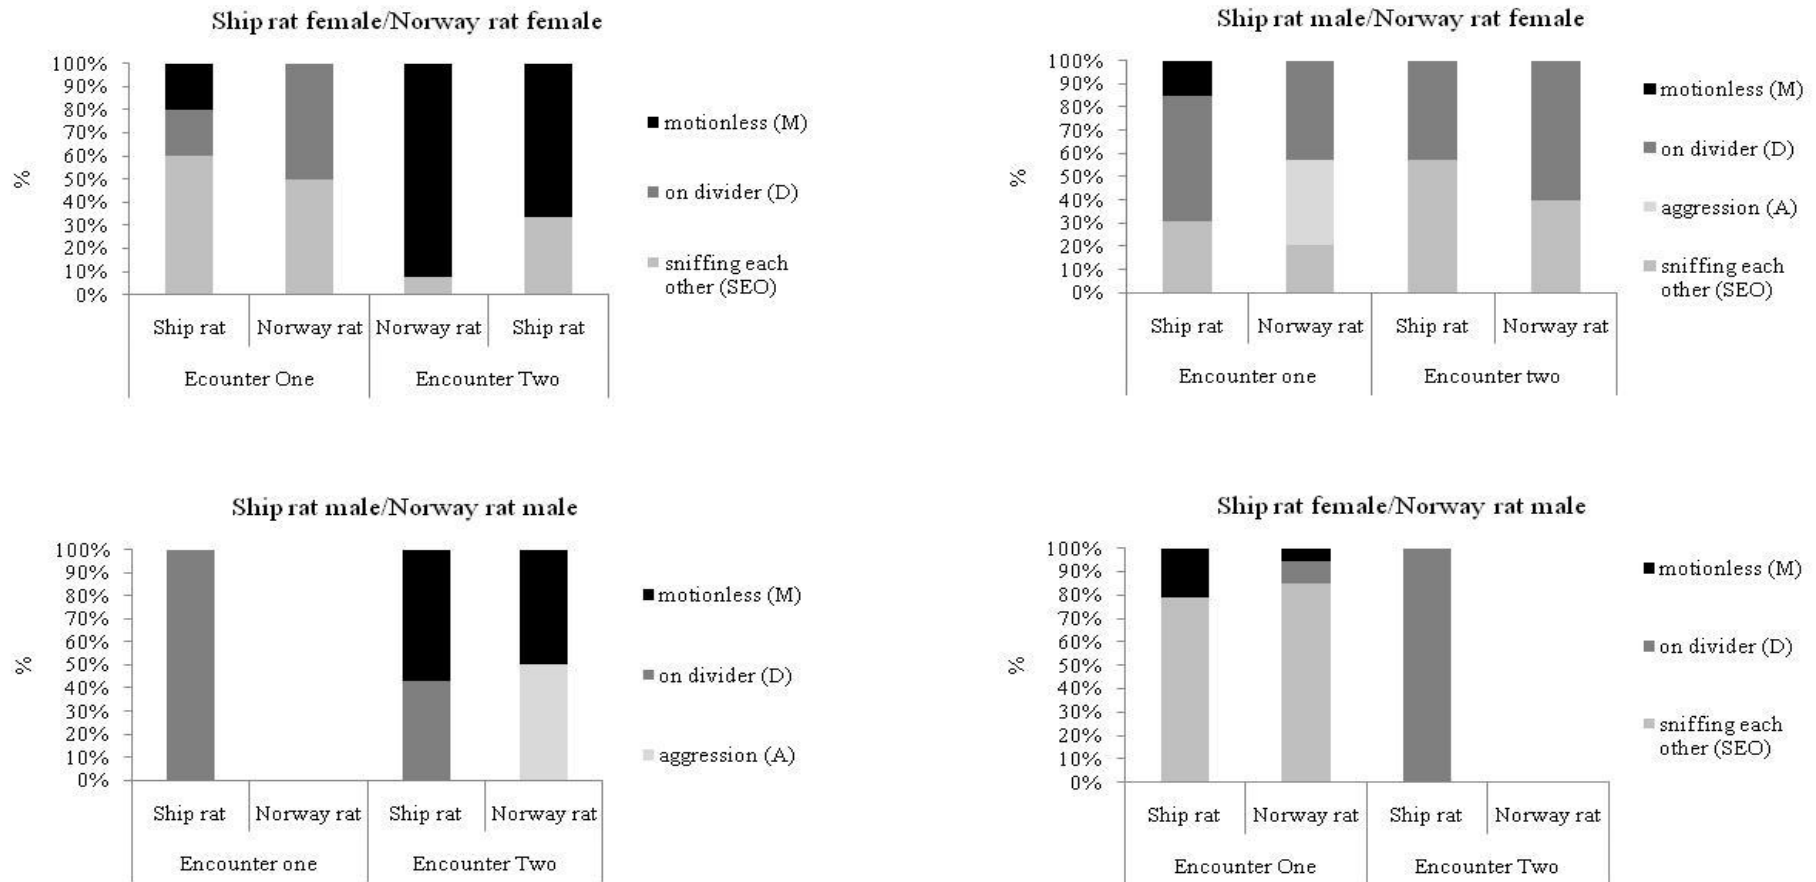 Ship rat female/Norway rat female
100%
90%
80%
70%
60%
50%
40%
30%
20%
10%
0%
%
Ship rat
Norway rat
Norway rat
Ship rat
Ecounter One
Encounter Two
motionless (M)
on divider (D)
sniffing each
other (SEO)
Ship rat male/Norway rat female
100%
90%
80%
70%
60%
50%
40%
30%
20%
10%
0%
%
Ship rat
Norway rat
Ship rat
Norway rat
Encounter one
Encounter two
motionless (M)
on divider (D)
aggression (A)
sniffing each
other (SEO)
Ship rat male/Norway rat male
100%
90%
80%
70%
60%
50%
40%
30%
20%
10%
0%
%
Ship rat
Norway rat
Ship rat
Norway rat
Encounter one
Encounter Two
motionless (M)
on divider (D)
aggression (A)
Ship rat female/Norway rat male
100%
90%
80%
70%
60%
50%
40%
30%
20%
10%
0%
%
Ship rat
Norway rat
Ship rat
Norway rat
Encounter One
Encounter Two
motionless (M)
on divider (D)
sniffing each
other (SEO)